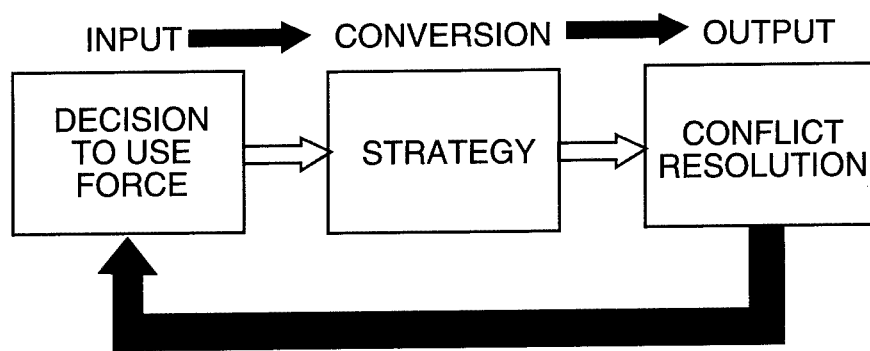 INPUT CONVERSION OUTPUT
DECISION
TO USE
FORCE
STRATEGY
CONFLICT
RESOLUTION